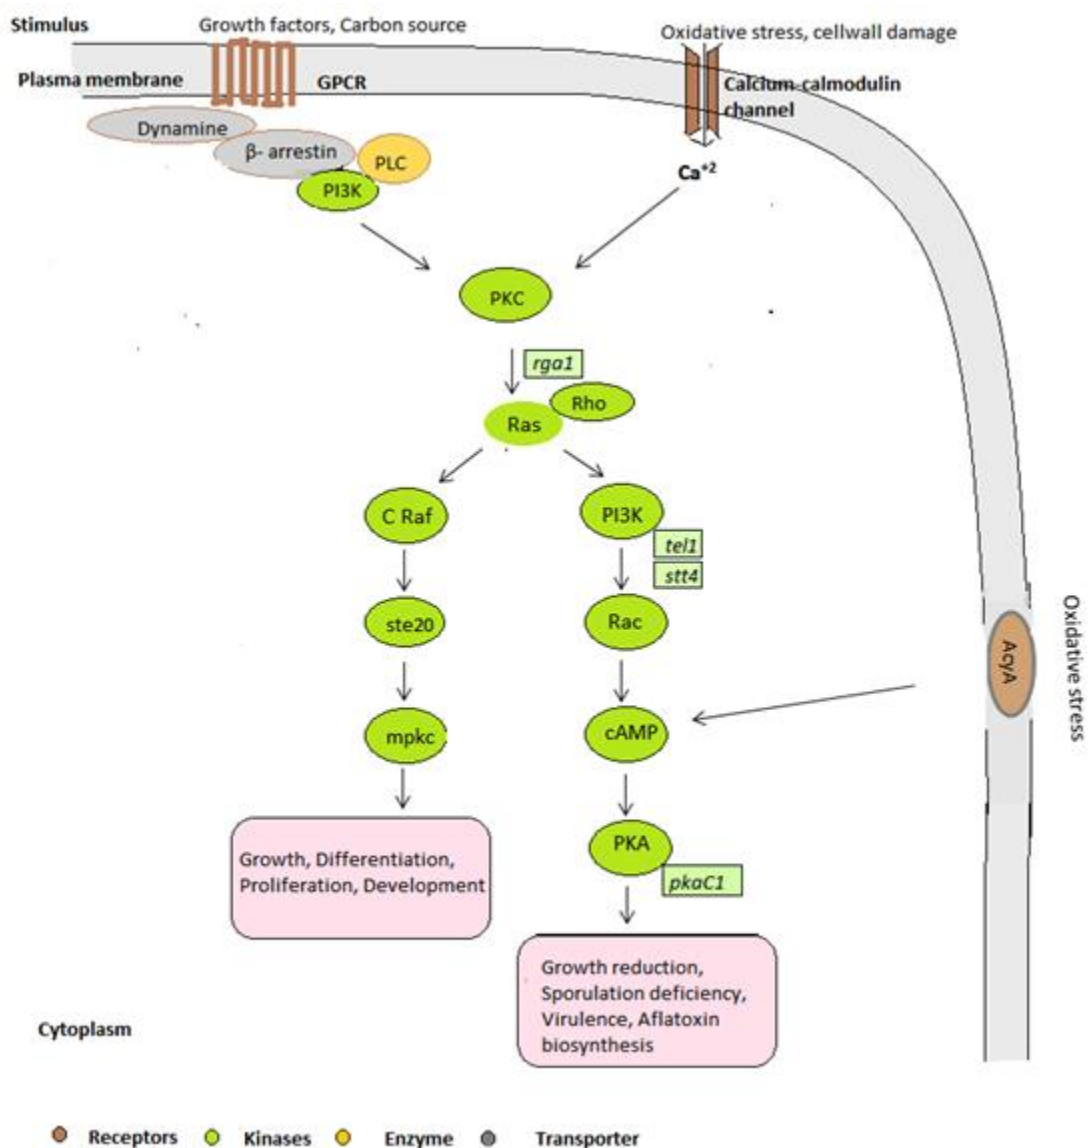 Stimulus
Growth factors, Carbon source
Oxidative stress, cellwall damage
Plasma membrane
GPCR
Calcium-calmodulin
channel
Dynamine
β- arrestin
PLC
PI3K
Ca+2
PKC
rga1
Rho
Ras
C Raf
PI3K
tel1
stt4
ste20
Rac
AcyA
Oxidative stress
mpkc
cAMP
PKA
pkaC1
Growth, Differentiation,
Proliferation, Development
Growth reduction,
Sporulation deficiency,
Virulence, Aflatoxin
biosynthesis
Cytoplasm
Receptors Kinases Enzyme Transporter